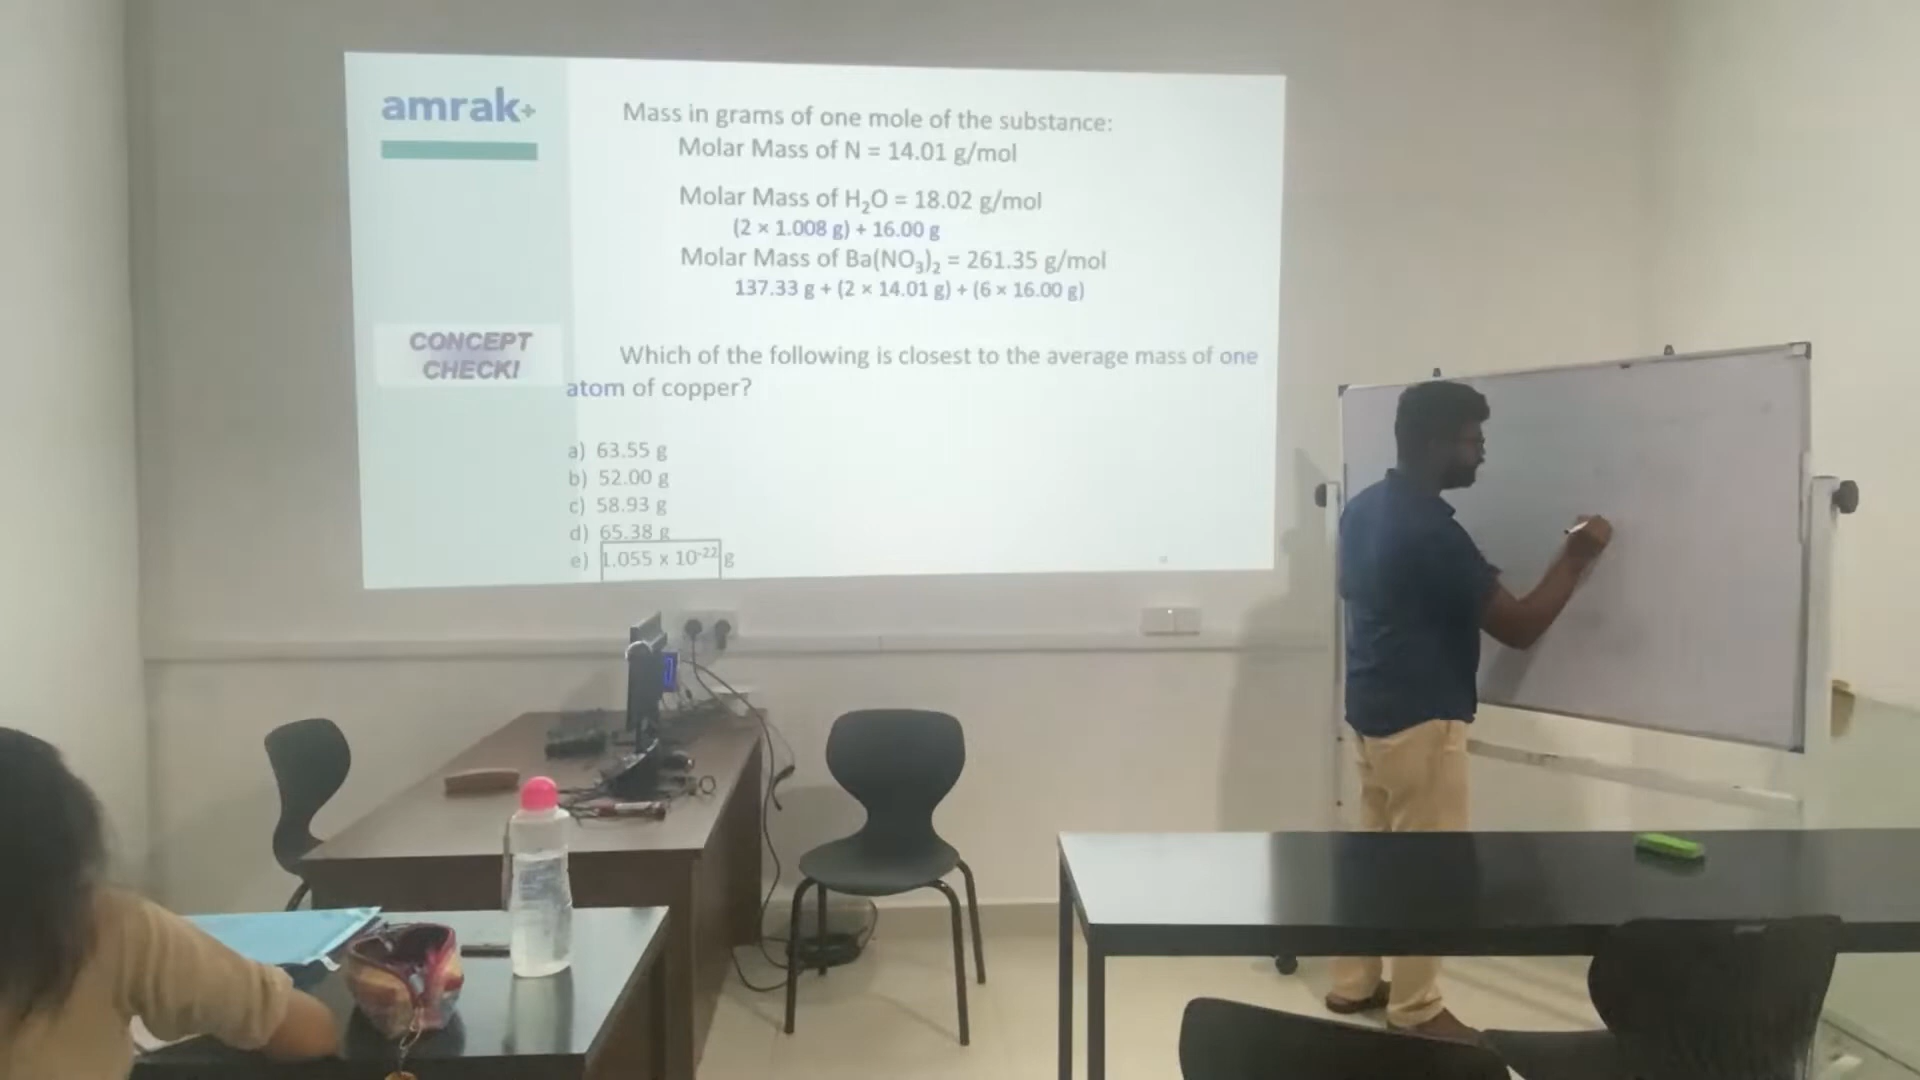 amrak+
Mass in grams of one mole of the substance:
Molar Mass of N = 14.01 g/mol
Molar Mass of H₂O = 18.02 g/mol
(2 × 1.008 g) + 16.00 g
Molar Mass of Ba(NO₃)₂ = 261.35 g/mol
137.33 g + (2 × 14.01 g) + (6 × 16.00 g)
CONCEPT
CHECK!
Which of the following is closest to the average mass of one
atom of copper?
a) 63.55 g
b) 52.00 g
c) 58.93 g
d) 65.38 g
e) 1.055 x 10⁻²² g